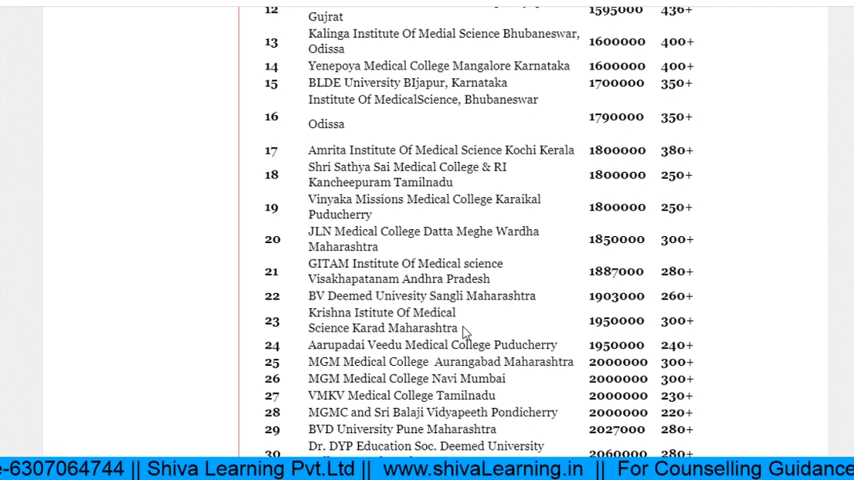 12 1595000 436+
Gujrat
13 Kalinga Institute Of Medial Science Bhubaneswar, 1600000 400+
Odissa
14 Yenepoya Medical College Mangalore Karnataka 1600000 400+
15 BLDE University BIjapur, Karnataka 1700000 350+
Institute Of MedicalScience, Bhubaneswar
16 1790000 350+
Odissa
17 Amrita Institute Of Medical Science Kochi Kerala 1800000 380+
18 Shri Sathya Sai Medical College & RI 1800000 250+
Kancheepuram Tamilnadu
19 Vinyaka Missions Medical College Karaikal 1800000 250+
Puducherry
20 JLN Medical College Datta Meghe Wardha 1850000 300+
Maharashtra
21 GITAM Institute Of Medical science 1887000 280+
Visakhapatanam Andhra Pradesh
22 BV Deemed Univesity Sangli Maharashtra 1903000 260+
23 Krishna Istitute Of Medical 1950000 300+
Science Karad Maharashtra
24 Aarupadai Veedu Medical College Puducherry 1950000 240+
25 MGM Medical College Aurangabad Maharashtra 2000000 300+
26 MGM Medical College Navi Mumbai 2000000 300+
27 VMKV Medical College Tamilnadu 2000000 230+
28 MGMC and Sri Balaji Vidyapeeth Pondicherry 2000000 220+
29 BVD University Pune Maharashtra 2027000 280+
30 Dr. DYP Education Soc. Deemed University 2060000 280+
e-6307064744 || Shiva Learning Pvt.Ltd || www.shivaLearning.in || For Counselling Guidance